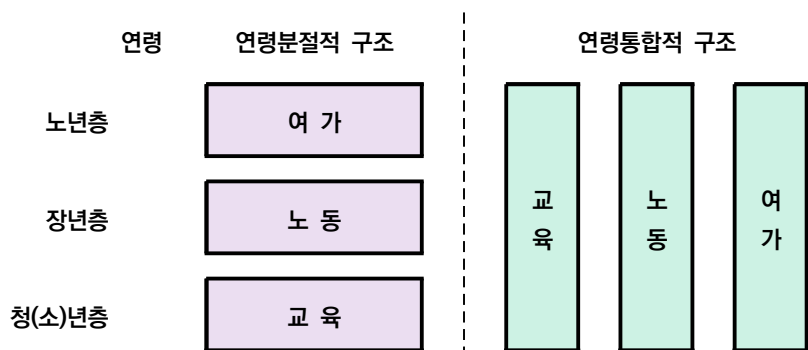 연령 연령분절적 구조 연령통합적 구조
노년층 여 가
장년층 노 동
청(소)년층 교 육
교육
노동
여가